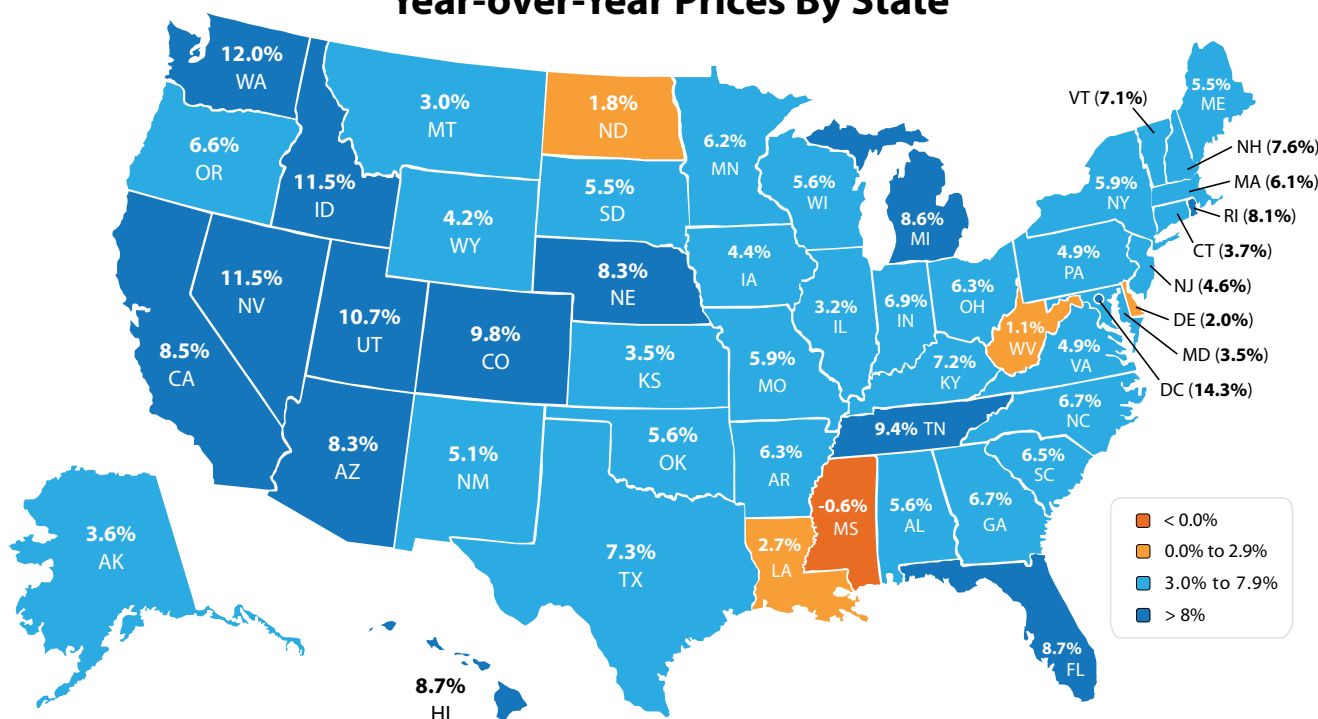 Year-over-Year Prices By State
12.0%
WA
6.6%
OR
11.5%
ID
3.0%
MT
1.8%
ND
5.5%
SD
4.2%
WY
8.3%
NE
6.2%
MN
5.6%
WI
8.6%
MI
4.4%
IA
3.2%
IL
6.9%
IN
6.3%
OH
4.9%
PA
5.9%
NY
5.5%
ME
VT (7.1%)
NH (7.6%)
MA (6.1%)
RI (8.1%)
CT (3.7%)
NJ (4.6%)
DE (2.0%)
MD (3.5%)
DC (14.3%)
1.1%
WV
4.9%
VA
7.2%
KY
6.7%
NC
6.5%
SC
9.4% TN
8.5%
CA
11.5%
NV
10.7%
UT
9.8%
CO
3.5%
KS
5.9%
MO
8.3%
AZ
5.1%
NM
5.6%
OK
6.3%
AR
-0.6%
MS
5.6%
AL
6.7%
GA
2.7%
LA
7.3%
TX
8.7%
FL
3.6%
AK
8.7%
HI
< 0.0%
0.0% to 2.9%
3.0% to 7.9%
> 8%